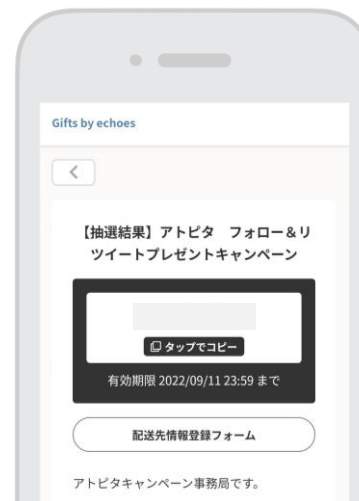 Gifts by echoes
【抽選結果】アトピタ　フォロー＆リ
ツイートプレゼントキャンペーン
タップでコピー
有効期限 2022/09/11 23:59 まで
配送先情報登録フォーム
アトピタキャンペーン事務局です。